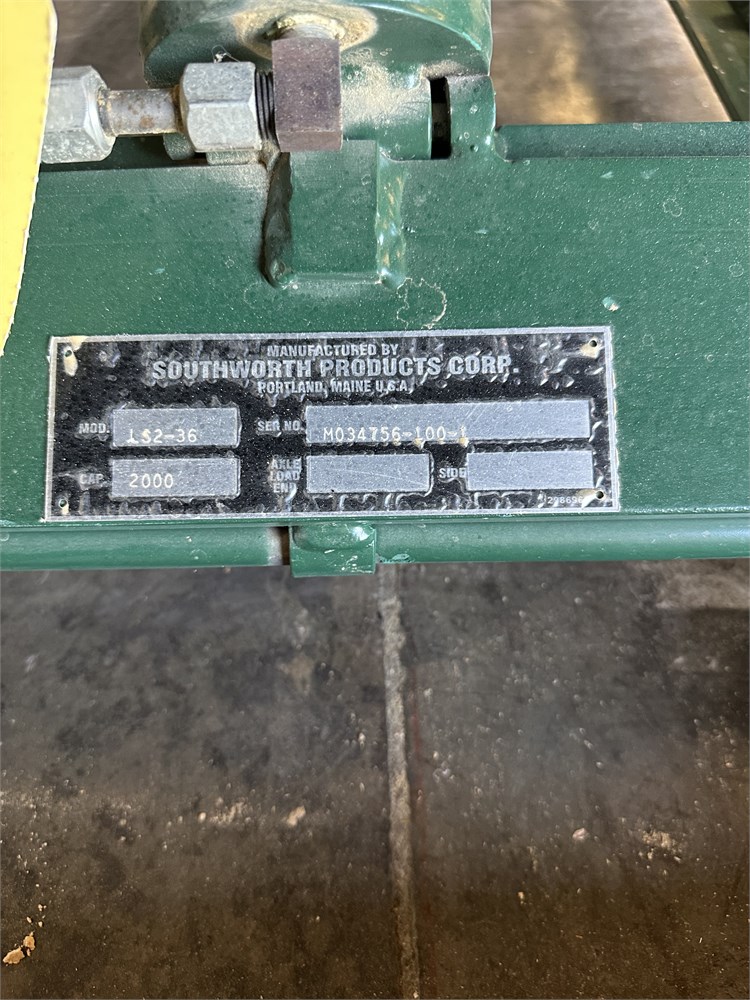 MANUFACTURED BY
SOUTHWORTH PRODUCTS CORP.
PORTLAND, MAINE U.S.A.
MOD. LS2-36 SER NO. M034756-100-1
CAP 2000 AXLE LOAD END SIDE